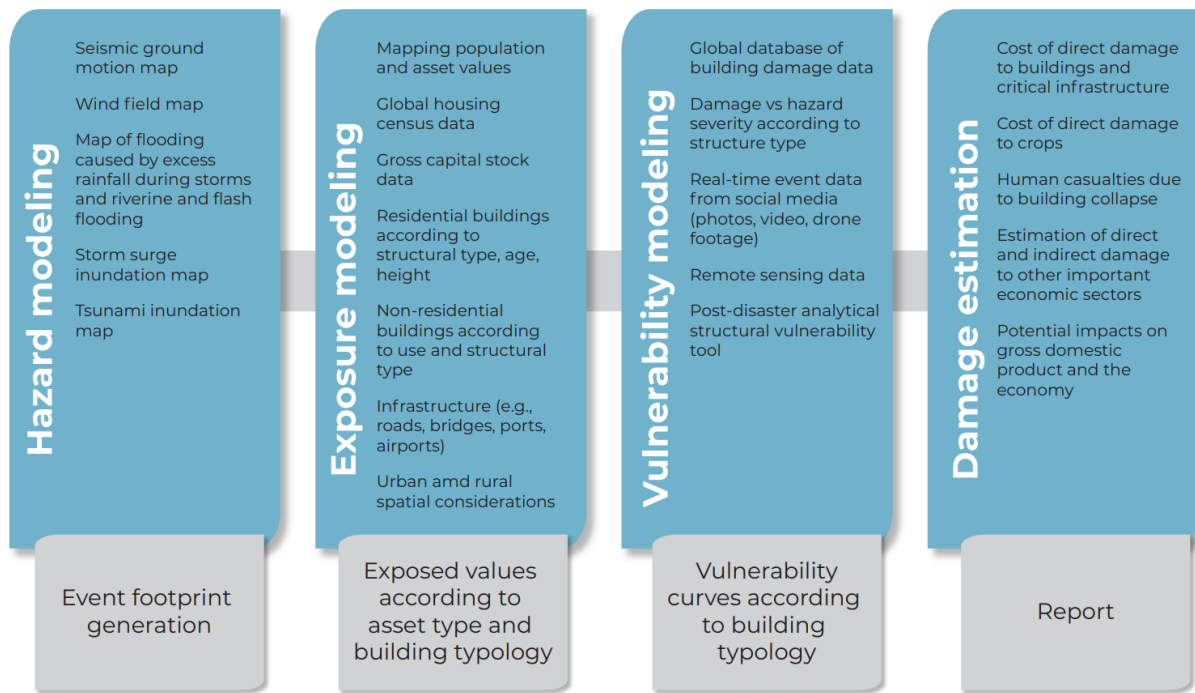 Hazard modeling
Seismic ground
motion map
Wind field map
Map of flooding
caused by excess
rainfall during storms
and riverine and flash
flooding
Storm surge
inundation map
Tsunami inundation
map
Event footprint
generation
Exposure modeling
Mapping population
and asset values
Global housing
census data
Gross capital stock
data
Residential buildings
according to
structural type, age,
height
Non-residential
buildings according
to use and structural
type
Infrastructure (e.g.,
roads, bridges, ports,
airports)
Urban amd rural
spatial considerations
Exposed values
according to
asset type and
building typology
Vulnerability modeling
Global database of
building damage data
Damage vs hazard
severity according to
structure type
Real-time event data
from social media
(photos, video, drone
footage)
Remote sensing data
Post-disaster analytical
structural vulnerability
tool
Vulnerability
curves according
to building
typology
Damage estimation
Cost of direct damage
to buildings and
critical infrastructure
Cost of direct damage
to crops
Human casualties due
to building collapse
Estimation of direct
and indirect damage
to other important
economic sectors
Potential impacts on
gross domestic
product and the
economy
Report